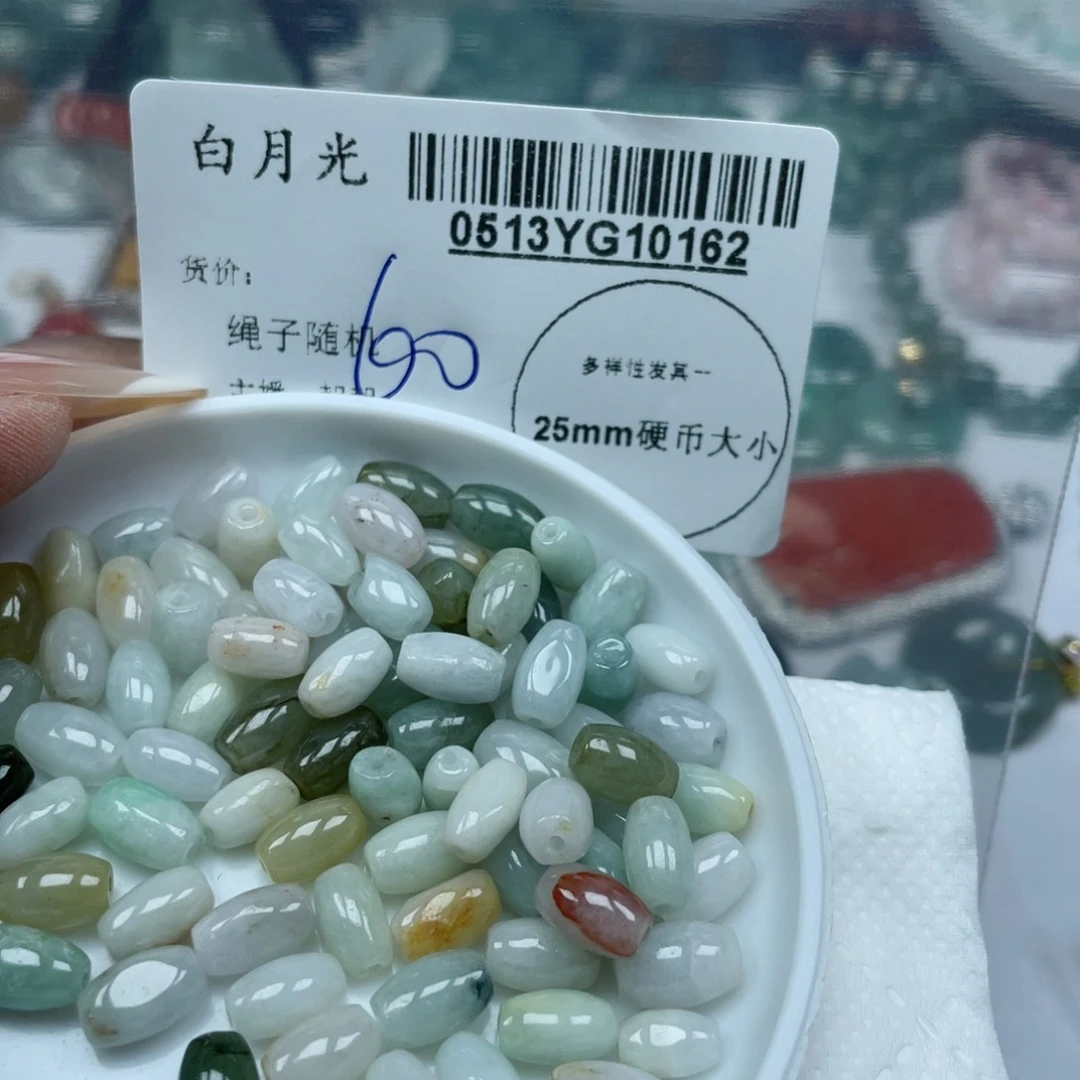 白月光
0513YG10162
货价：
绳子随机
多样性发其一
25mm硬币大小